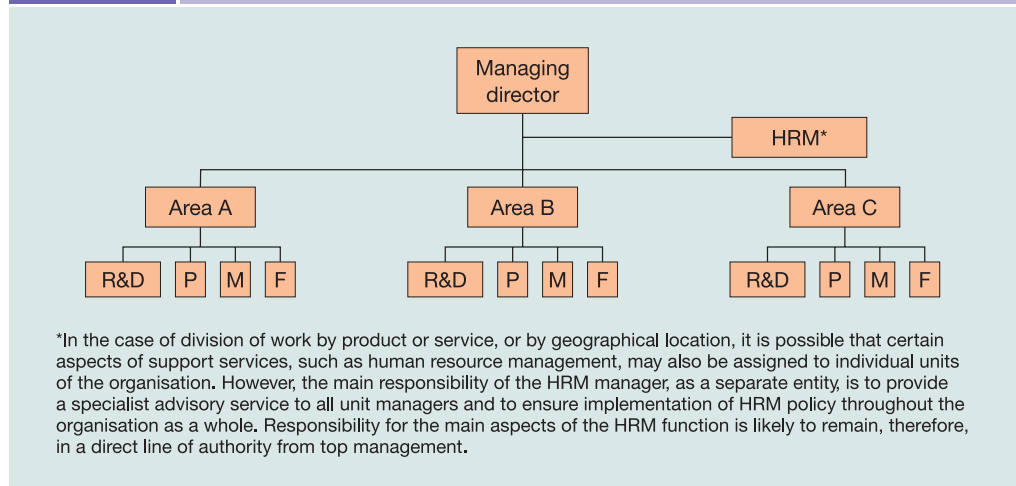 Managing
director
HRM*
Area A
Area B
Area C
R&D P M F
R&D P M F
R&D P M F
*In the case of division of work by product or service, or by geographical location, it is possible that certain
aspects of support services, such as human resource management, may also be assigned to individual units
of the organisation. However, the main responsibility of the HRM manager, as a separate entity, is to provide
a specialist advisory service to all unit managers and to ensure implementation of HRM policy throughout the
organisation as a whole. Responsibility for the main aspects of the HRM function is likely to remain, therefore,
in a direct line of authority from top management.